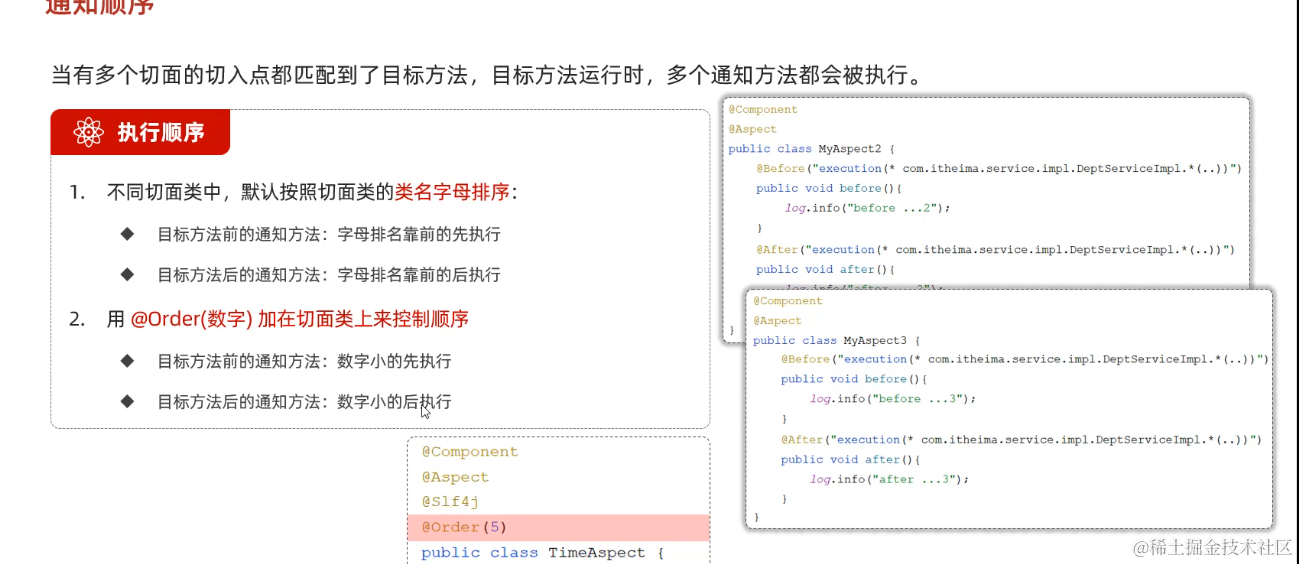 通知顺序
当有多个切面的切入点都匹配到了目标方法，目标方法运行时，多个通知方法都会被执行。
执行顺序
1. 不同切面类中，默认按照切面类的类名字母排序：
◆ 目标方法前的通知方法：字母排名靠前的先执行
◆ 目标方法后的通知方法：字母排名靠前的后执行
2. 用 @Order(数字) 加在切面类上来控制顺序
◆ 目标方法前的通知方法：数字小的先执行
◆ 目标方法后的通知方法：数字小的后执行
@Component
@Aspect
@Slf4j
@Order(5)
public class TimeAspect {
@Component
@Aspect
public class MyAspect2 {
@Before("execution(* com.itheima.service.impl.DeptServiceImpl.*(..))")
public void before(){
log.info("before ...2");
}
@After("execution(* com.itheima.service.impl.DeptServiceImpl.*(..))")
public void after(){
log.info("after ...2");
}
@Component
@Aspect
public class MyAspect3 {
@Before("execution(* com.itheima.service.impl.DeptServiceImpl.*(..))")
public void before(){
log.info("before ...3");
}
@After("execution(* com.itheima.service.impl.DeptServiceImpl.*(..))")
public void after(){
log.info("after ...3");
}
}
@稀土掘金技术社区